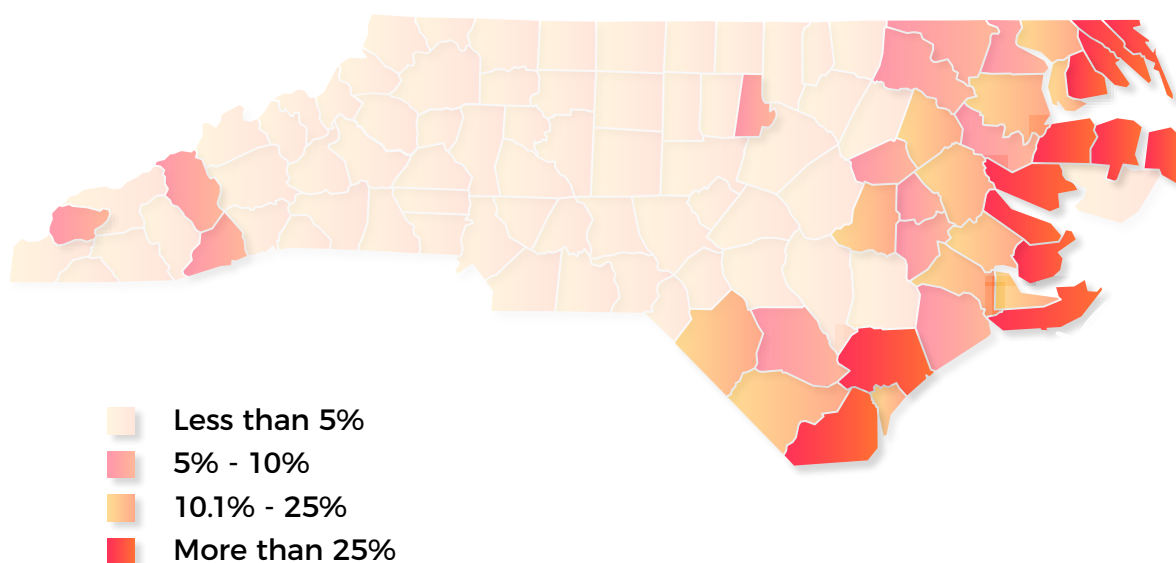 Less than 5%
5% - 10%
10.1% - 25%
More than 25%